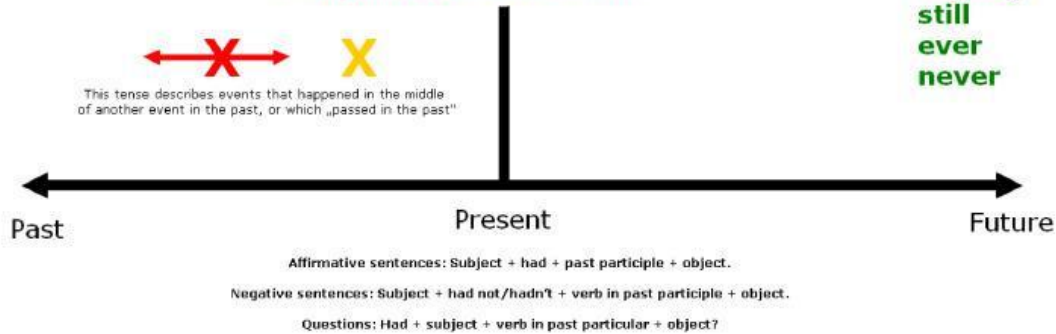 still
ever
never
X X
This tense describes events that happened in the middle
of another event in the past, or which „passed in the past"
Past
Present
Future
Affirmative sentences: Subject + had + past participle + object.
Negative sentences: Subject + had not/hadn't + verb in past participle + object.
Questions: Had + subject + verb in past particular + object?